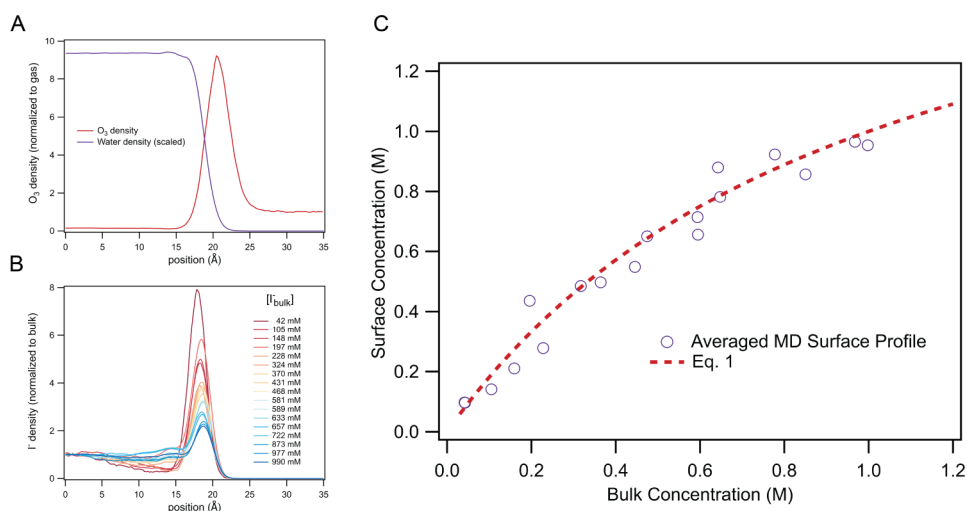 A
O₃ density (normalized to gas)
10
8
6
4
2
0
O₃ density
Water density (scaled)
0 5 10 15 20 25 30 35
position (Å)
B
I⁻ density (normalized to bulk)
8
6
4
2
0
[I⁻bulk]
42 mM
105 mM
148 mM
197 mM
228 mM
324 mM
370 mM
431 mM
468 mM
581 mM
589 mM
633 mM
657 mM
722 mM
873 mM
977 mM
990 mM
0 5 10 15 20 25 30 35
position (Å)
C
Surface Concentration (M)
1.2
1.0
0.8
0.6
0.4
0.2
0.0
Averaged MD Surface Profile
Eq. 1
0.0 0.2 0.4 0.6 0.8 1.0 1.2
Bulk Concentration (M)